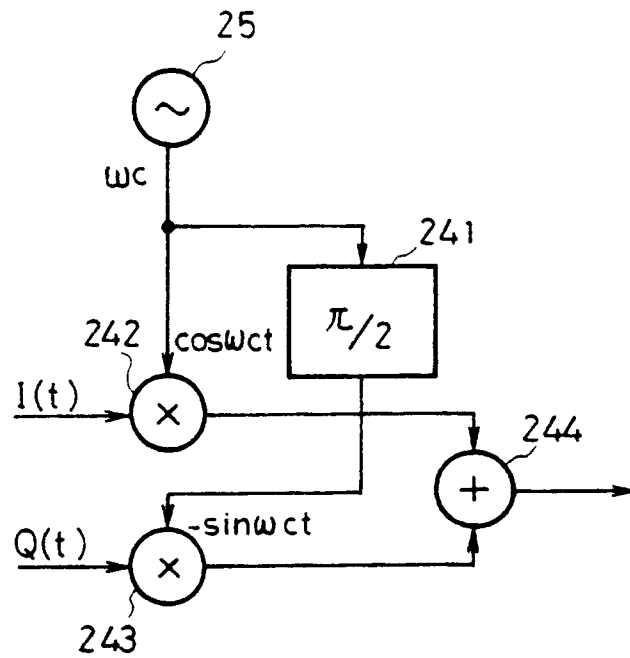 25
~
ωc
241
π/2
242
cosωct
I(t)
×
244
+
-sinωct
Q(t)
×
243